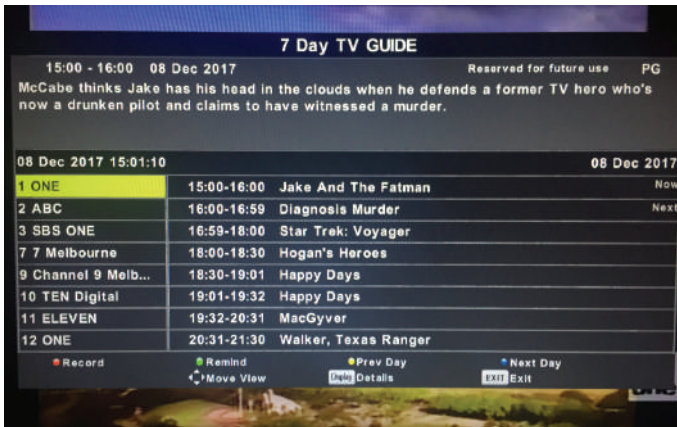 7 Day TV GUIDE
15:00 - 16:00 08 Dec 2017 Reserved for future use PG
McCabe thinks Jake has his head in the clouds when he defends a former TV hero who's
now a drunken pilot and claims to have witnessed a murder.
08 Dec 2017 15:01:10 08 Dec 2017
1 ONE 15:00-16:00 Jake And The Fatman Now
2 ABC 16:00-16:59 Diagnosis Murder Next
3 SBS ONE 16:59-18:00 Star Trek: Voyager
7 7 Melbourne 18:00-18:30 Hogan's Heroes
9 Channel 9 Melb... 18:30-19:01 Happy Days
10 TEN Digital 19:01-19:32 Happy Days
11 ELEVEN 19:32-20:31 MacGyver
12 ONE 20:31-21:30 Walker, Texas Ranger
Record Remind Prev Day Next Day
Move View Display Details EXIT Exit
one